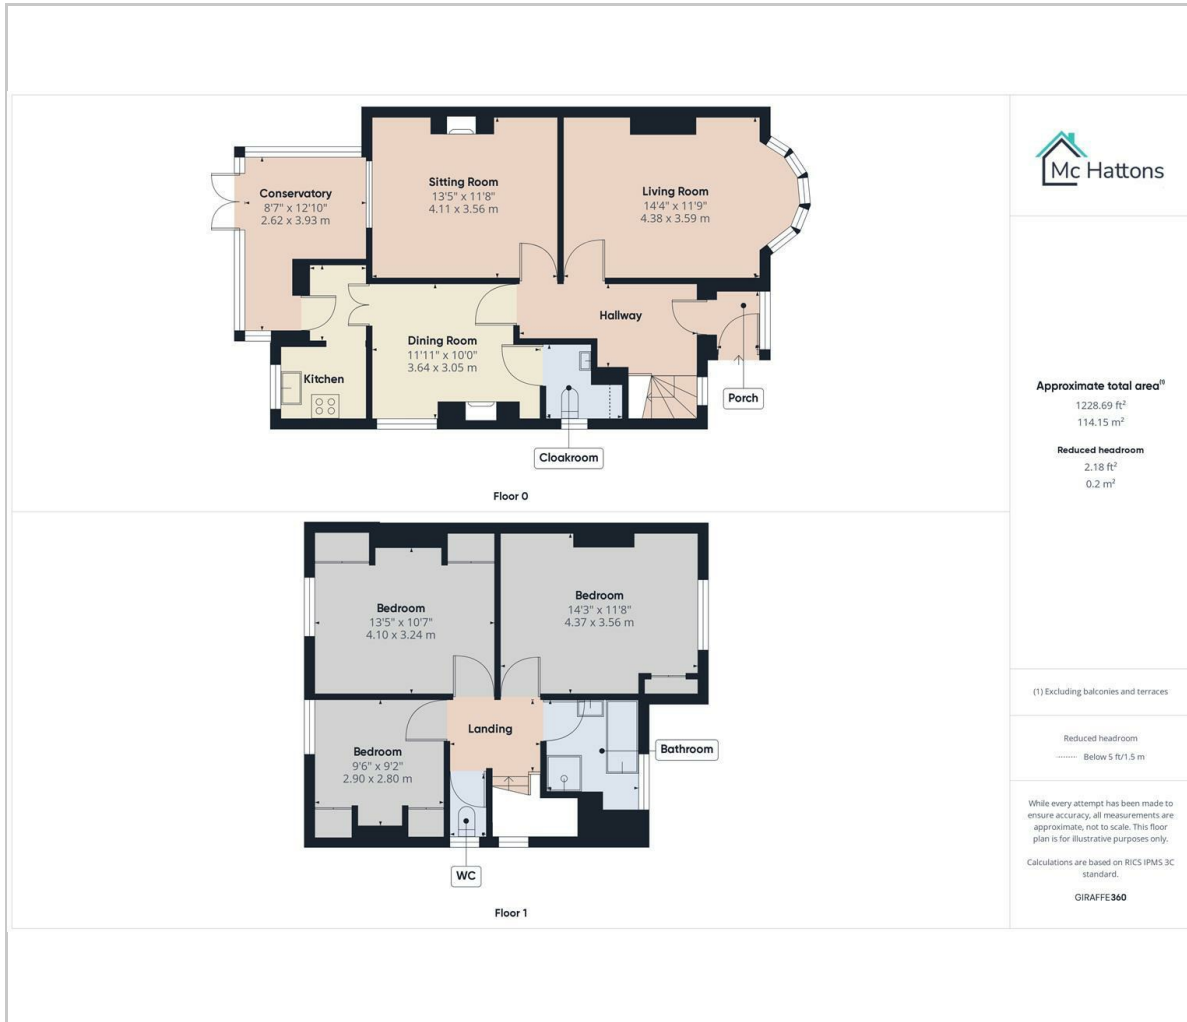 Conservatory
8'7" x 12'10"
2.62 x 3.93 m
Sitting Room
13'5" x 11'8"
4.11 x 3.56 m
Living Room
14'4" x 11'9"
4.38 x 3.59 m
Hallway
Dining Room
11'11" x 10'0"
3.64 x 3.05 m
Kitchen
Porch
Cloakroom
Floor 0
Bedroom
13'5" x 10'7"
4.10 x 3.24 m
Bedroom
14'3" x 11'8"
4.37 x 3.56 m
Landing
Bedroom
9'6" x 9'2"
2.90 x 2.80 m
Bathroom
WC
Floor 1
Mc Hattons
Approximate total area⁽¹⁾
1228.69 ft²
114.15 m²
Reduced headroom
2.18 ft²
0.2 m²
(1) Excluding balconies and terraces
Reduced headroom
Below 5 ft/1.5 m
While every attempt has been made to
ensure accuracy, all measurements are
approximate, not to scale. This floor
plan is for illustrative purposes only.
Calculations are based on RICS IPMS 3C
standard.
GIRAFFE360